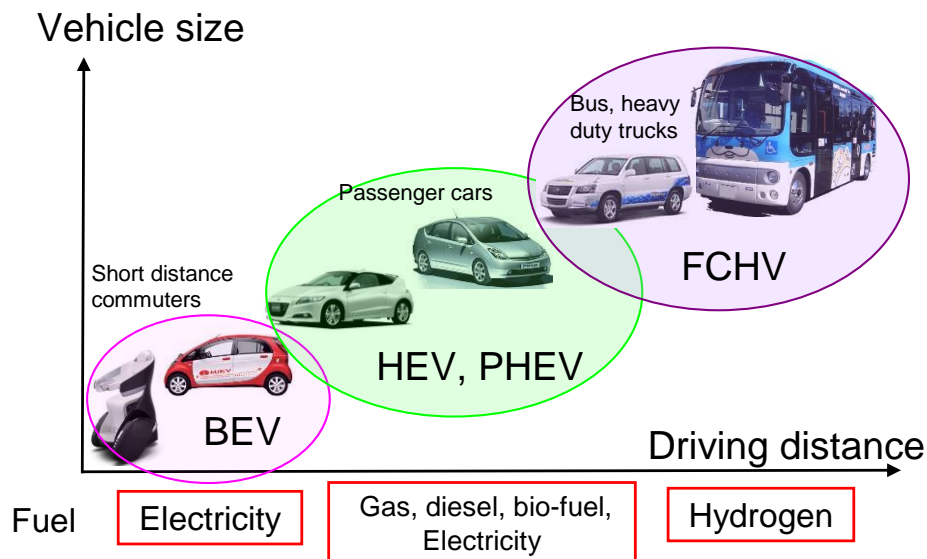 Vehicle size
Bus, heavy
duty trucks
Passenger cars
FCHV
Short distance
commuters
HEV, PHEV
MiEV
BEV
Driving distance
Fuel
Electricity
Gas, diesel, bio-fuel,
Electricity
Hydrogen